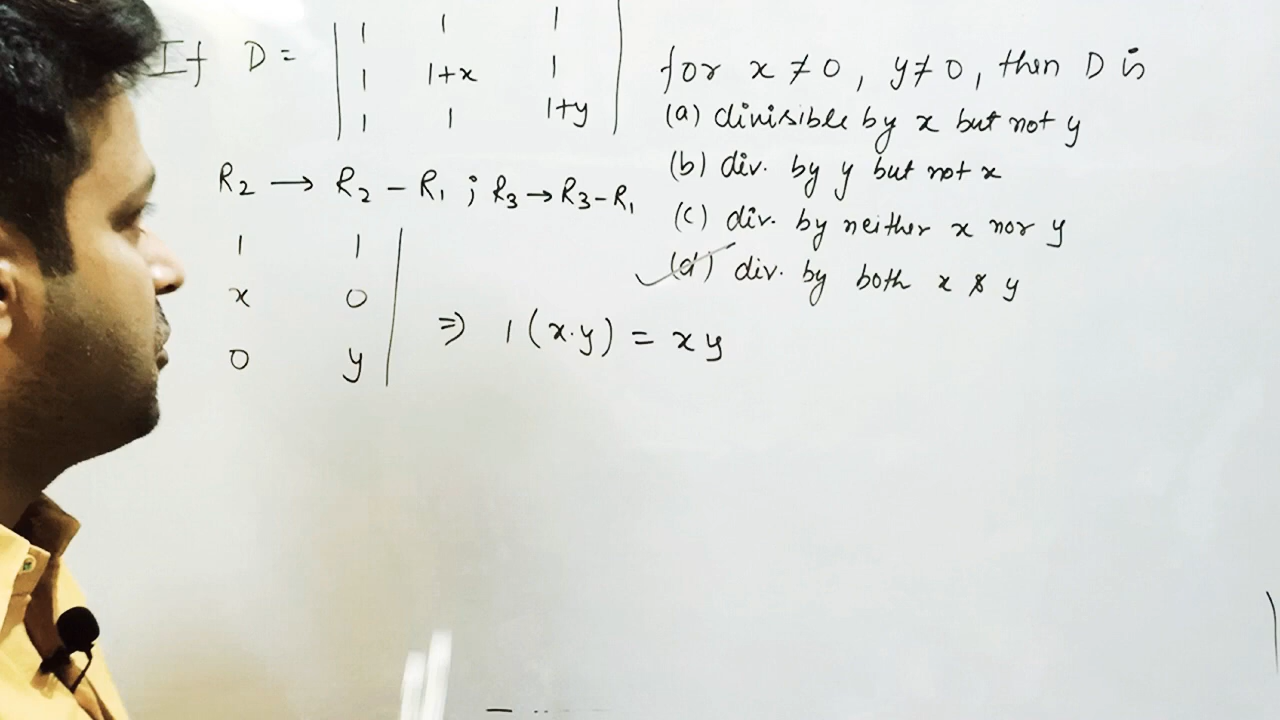 If D = | 1 1 1 |
| 1 1+x 1 |
| 1 1 1+y |
for x ≠ 0, y ≠ 0, then D is
(a) divisible by x but not y
(b) div. by y but not x
(c) div. by neither x nor y
(d) div. by both x & y
R₂ → R₂ - R₁ ; R₃ → R₃-R₁
1 1 |
x 0 |
0 y |
⇒ 1(x.y) = xy